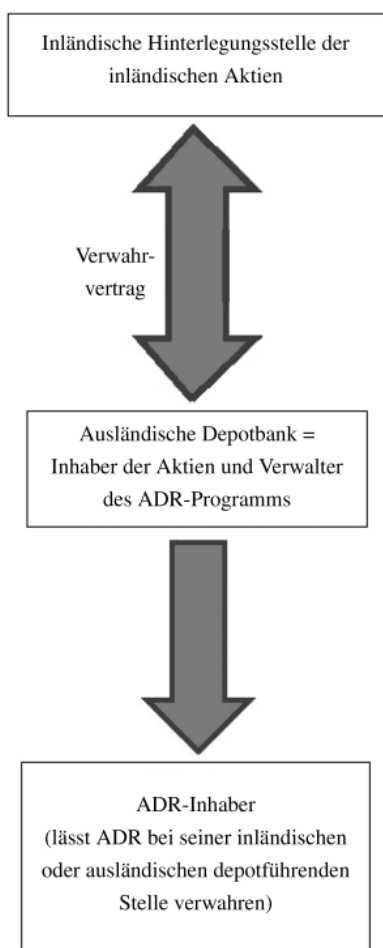 Inländische Hinterlegungsstelle der
inländischen Aktien
Verwahr-
vertrag
Ausländische Depotbank =
Inhaber der Aktien und Verwalter
des ADR-Programms
ADR-Inhaber
(lässt ADR bei seiner inländischen
oder ausländischen depotführenden
Stelle verwahren)